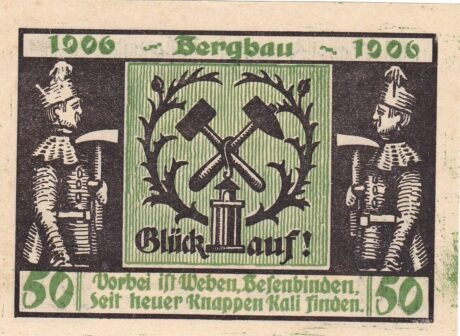 1906 ~ Bergbau ~ 1906
Glück auf!
50 Vorbei ist Weben, Besenbinden, 50
Seit heuer Knappen Kali finden.